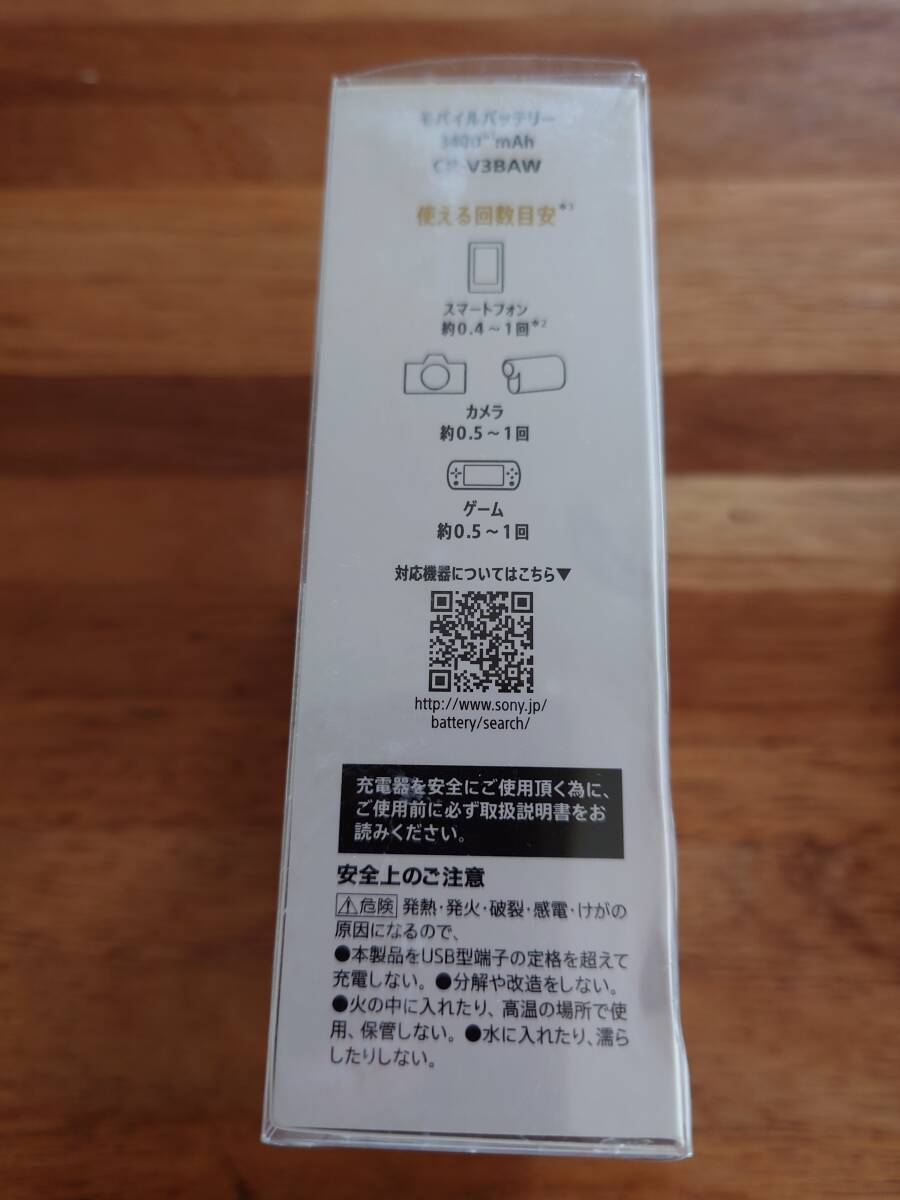 モバイルバッテリー
3400*1mAh
CP-V3BAW
使える回数目安*3
スマートフォン
約0.4～1回*2
カメラ
約0.5～1回
ゲーム
約0.5～1回
対応機器についてはこちら▼
http://www.sony.jp/
battery/search/
充電器を安全にご使用頂く為に、
ご使用前に必ず取扱説明書をお
読みください。
安全上のご注意
⚠危険 発熱・発火・破裂・感電・けがの
原因になるので、
●本製品をUSB型端子の定格を超えて
充電しない。 ●分解や改造をしない。
●火の中に入れたり、高温の場所で使
用、保管しない。 ●水に入れたり、濡ら
したりしない。